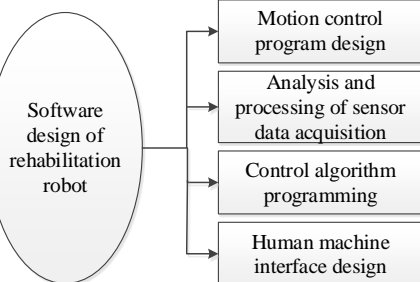 Software
design of
rehabilitation
robot
Motion control
program design
Analysis and
processing of sensor
data acquisition
Control algorithm
programming
Human machine
interface design